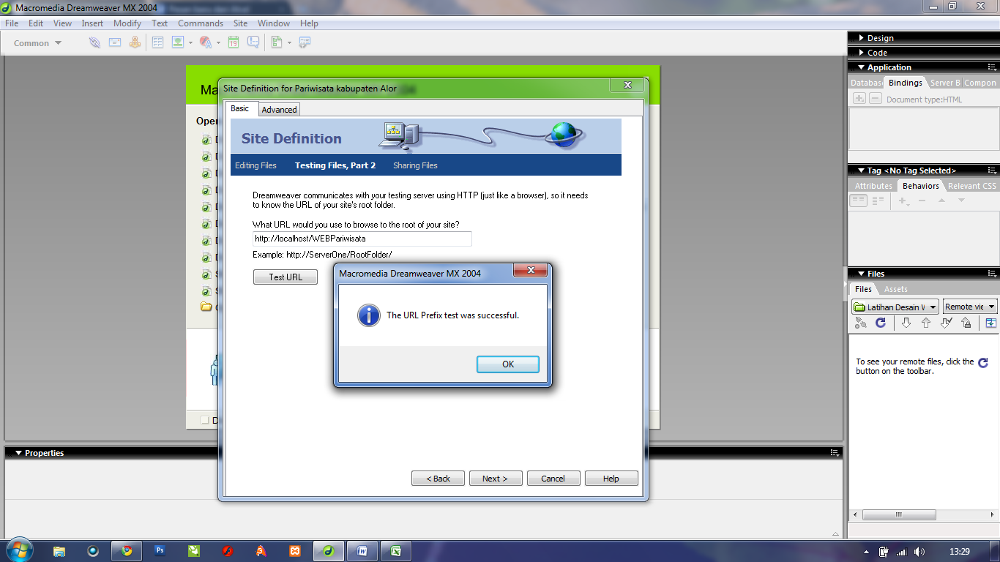 Macromedia Dreamweaver MX 2004
File Edit View Insert Modify Text Commands Site Window Help
Common
19
Design
Code
Application
Databas Bindings Server B Compon
Document type:HTML
Ma
Site Definition for Pariwisata kabupaten Alor
Basic Advanced
Site Definition
Editing Files Testing Files, Part 2 Sharing Files
Dreamweaver communicates with your testing server using HTTP (just like a browser), so it needs
to know the URL of your site's root folder.
What URL would you use to browse to the root of your site?
http://localhost/WEBPariwisata
Example: http://ServerOne/RootFolder/
Test URL
Macromedia Dreamweaver MX 2004
The URL Prefix test was successful.
OK
< Back Next > Cancel Help
Tag <No Tag Selected>
Attributes Behaviors Relevant CSS
Files
Files Assets
Latihan Desain W Remote vie
To see your remote files, click the
button on the toolbar.
Properties
Ps
13:29